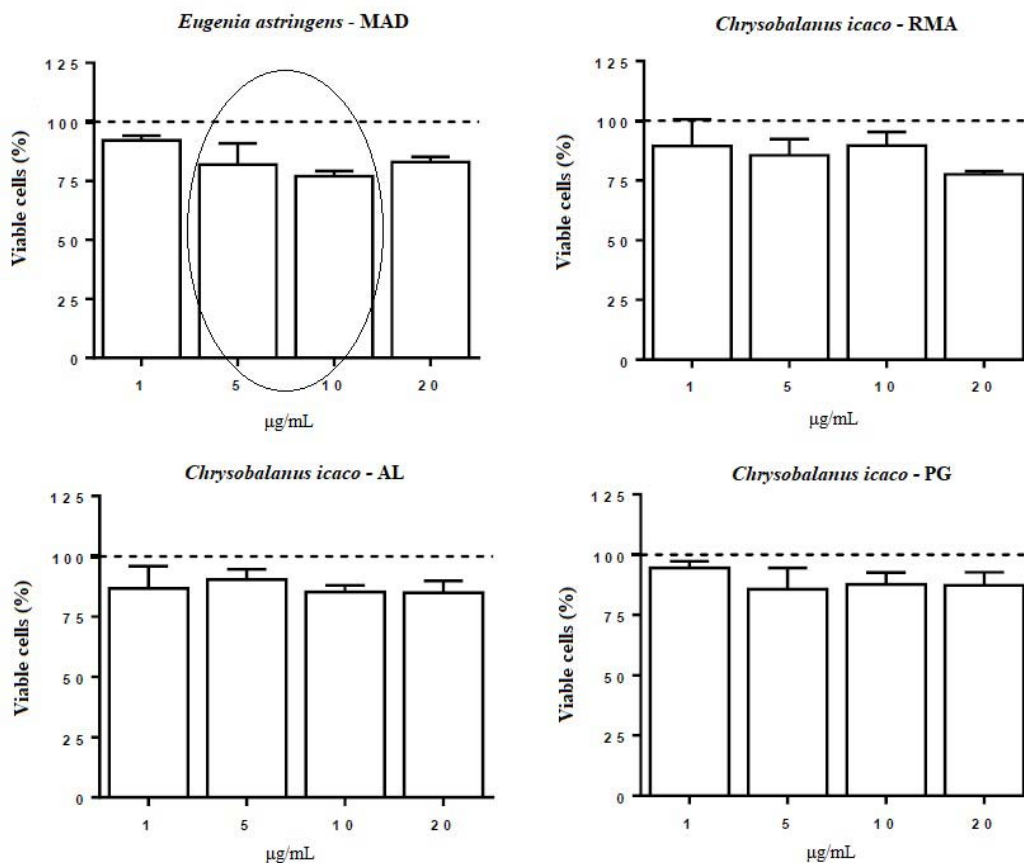 Eugenia astringens - MAD
125
100
75
50
25
0
Viable cells (%)
1 5 10 20
µg/mL
Chrysobalanus icaco - RMA
125
100
75
50
25
0
Viable cells (%)
1 5 10 20
µg/mL
Chrysobalanus icaco - AL
125
100
75
50
25
0
Viable cells (%)
1 5 10 20
µg/mL
Chrysobalanus icaco - PG
125
100
75
50
25
0
Viable cells (%)
1 5 10 20
µg/mL